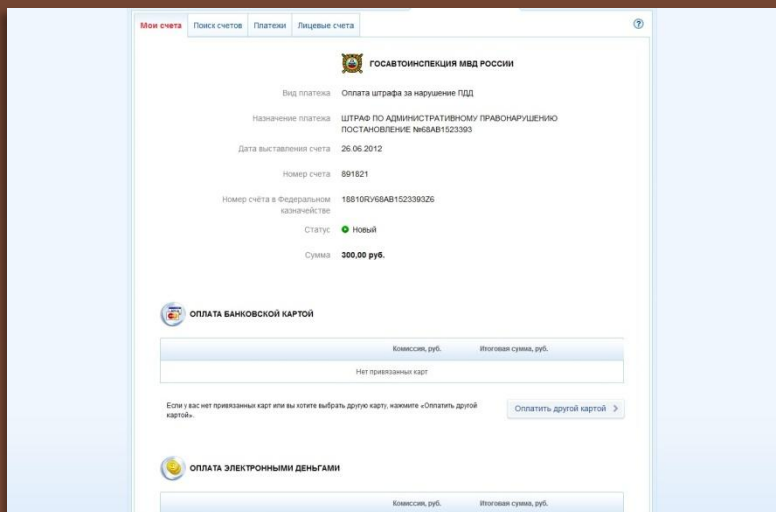 Мои счета Поиск счетов Платежи Лицевые счета
ГОСАВТОИНСПЕКЦИЯ МВД РОССИИ
Вид платежа Оплата штрафа за нарушение ПДД
Назначение платежа ШТРАФ ПО АДМИНИСТРАТИВНОМУ ПРАВОНАРУШЕНИЮ
ПОСТАНОВЛЕНИЕ №68АВ1523393
Дата выставления счета 26.06.2012
Номер счета 891821
Номер счёта в Федеральном 18810RУ68АВ1523393Z6
казначействе
Статус Новый
Сумма 300,00 руб.
ОПЛАТА БАНКОВСКОЙ КАРТОЙ
Комиссия, руб. Итоговая сумма, руб.
Нет привязанных карт
Если у вас нет привязанных карт или вы хотите выбрать другую карту, нажмите «Оплатить другой
картой».
Оплатить другой картой
ОПЛАТА ЭЛЕКТРОННЫМИ ДЕНЬГАМИ
Комиссия, руб. Итоговая сумма, руб.